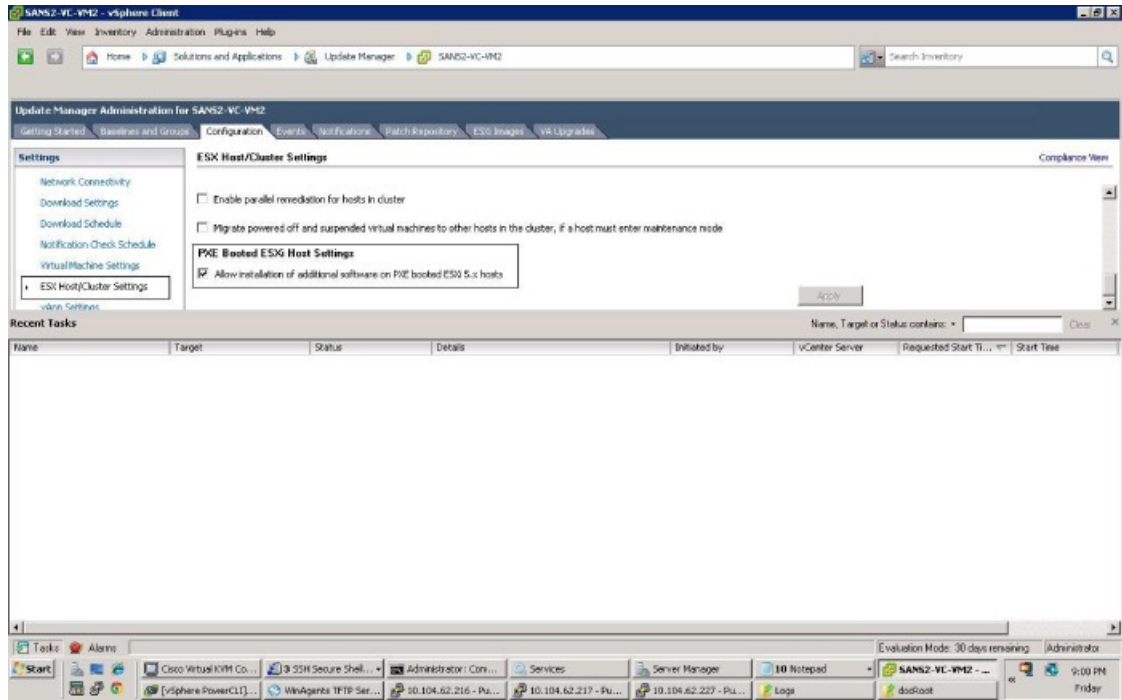 SANS2-VC-VM2 - vSphere Client
File Edit View Inventory Administration Plug-ins Help
Home Solutions and Applications Update Manager SANS2-VC-VM2 Search Inventory
Update Manager Administration for SANS2-VC-VM2
Getting Started Baselines and Groups Configuration Events Notifications Patch Repository ESXi Images VA Upgrades
Settings
ESX Host/Cluster Settings
Compliance View
Network Connectivity
Download Settings
Download Schedule
Notification Check Schedule
Virtual Machine Settings
ESX Host/Cluster Settings
vApp Settings
Enable parallel remediation for hosts in cluster
Migrate powered off and suspended virtual machines to other hosts in the cluster, if a host must enter maintenance mode
PXE Booted ESXi Host Settings
Allow installation of additional software on PXE booted ESXi 5.x hosts
Apply
Recent Tasks
Name, Target or Status contains: Clear
Name Target Status Details Initiated by vCenter Server Requested Start Ti... Start Time
Tasks Alarms Evaluation Mode: 30 days remaining Administrator
Start Cisco Virtual KVM Co... 3 SSH Secure Shell... Administrator: Com... Services Server Manager 10 Notepad SANS2-VC-VM2 - ... 9:00 PM
[vSphere PowerCLI]... WinAgents TFTP Ser... 10.104.62.216 - Pu... 10.104.62.217 - Pu... 10.104.62.227 - Pu... Logs docRoot Friday